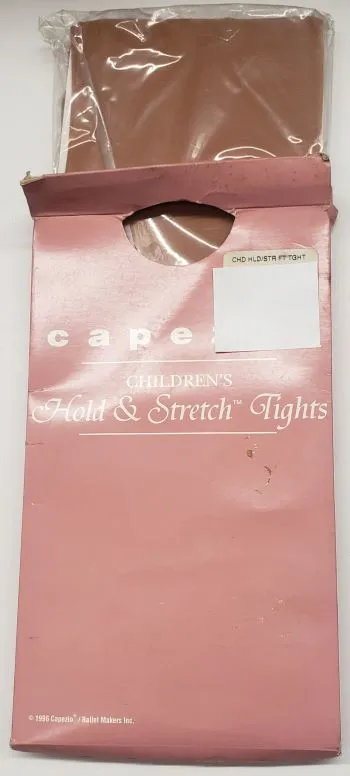 CHD HLD/STR FT TGHT
cape
CHILDREN'S
Hold & Stretch™ Tights
© 1996 Capezio® / Ballet Makers Inc.